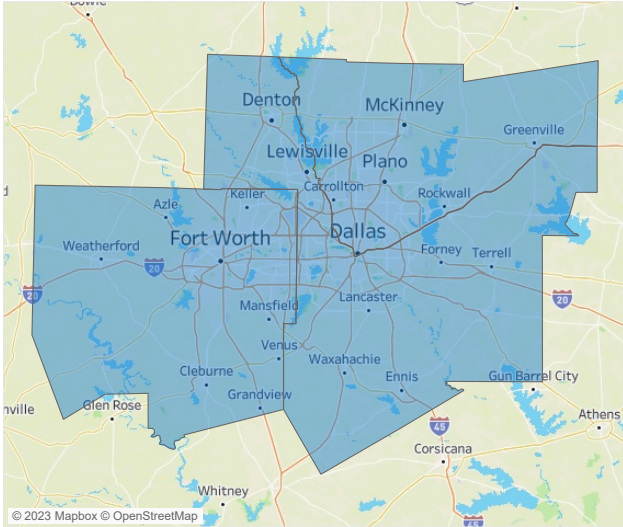 Bowie
Denton
McKinney
Greenville
Lewisville
Plano
Carrollton
Keller
Rockwall
Azle
Dallas
Fort Worth
Weatherford
Forney
Terrell
20
20
20
Lancaster
Mansfield
Venus
Waxahachie
Cleburne
Ennis
Gun Barrel City
Grandview
Glen Rose
nville
Athens
45
Corsicana
Whitney
45
© 2023 Mapbox © OpenStreetMap